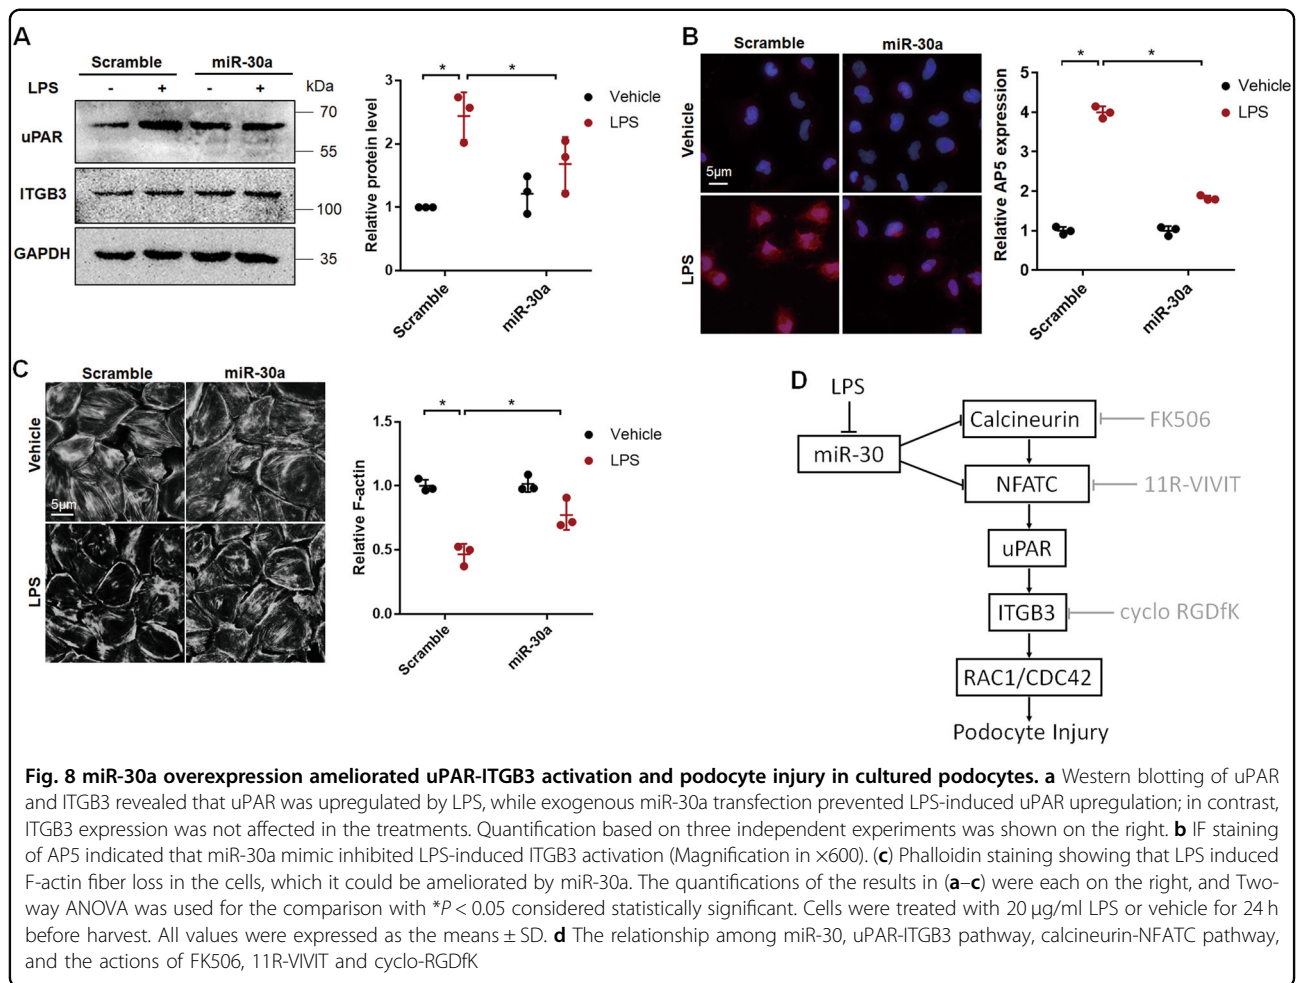 A
Scramble
miR-30a
LPS
-
+
-
+
kDa
uPAR
70
55
ITGB3
100
GAPDH
35
Relative protein level
3
2
1
0
*
*
Vehicle
LPS
Scramble
miR-30a
B
Scramble
miR-30a
Vehicle
5µm
LPS
Relative AP5 expression
5
4
3
2
1
0
*
*
Vehicle
LPS
Scramble
miR-30a
C
Scramble
miR-30a
Vehicle
5µm
LPS
Relative F-actin
1.5
1.0
0.5
0.0
*
*
Vehicle
LPS
Scramble
miR-30a
D
LPS
miR-30
Calcineurin
FK506
NFATC
11R-VIVIT
uPAR
ITGB3
cyclo RGDfK
RAC1/CDC42
Podocyte Injury
Fig. 8 miR-30a overexpression ameliorated uPAR-ITGB3 activation and podocyte injury in cultured podocytes. a Western blotting of uPAR
and ITGB3 revealed that uPAR was upregulated by LPS, while exogenous miR-30a transfection prevented LPS-induced uPAR upregulation; in contrast,
ITGB3 expression was not affected in the treatments. Quantification based on three independent experiments was shown on the right. b IF staining
of AP5 indicated that miR-30a mimic inhibited LPS-induced ITGB3 activation (Magnification in ×600). (c) Phalloidin staining showing that LPS induced
F-actin fiber loss in the cells, which it could be ameliorated by miR-30a. The quantifications of the results in (a–c) were each on the right, and Two-
way ANOVA was used for the comparison with *P < 0.05 considered statistically significant. Cells were treated with 20 µg/ml LPS or vehicle for 24 h
before harvest. All values were expressed as the means ± SD. d The relationship among miR-30, uPAR-ITGB3 pathway, calcineurin-NFATC pathway,
and the actions of FK506, 11R-VIVIT and cyclo-RGDfK